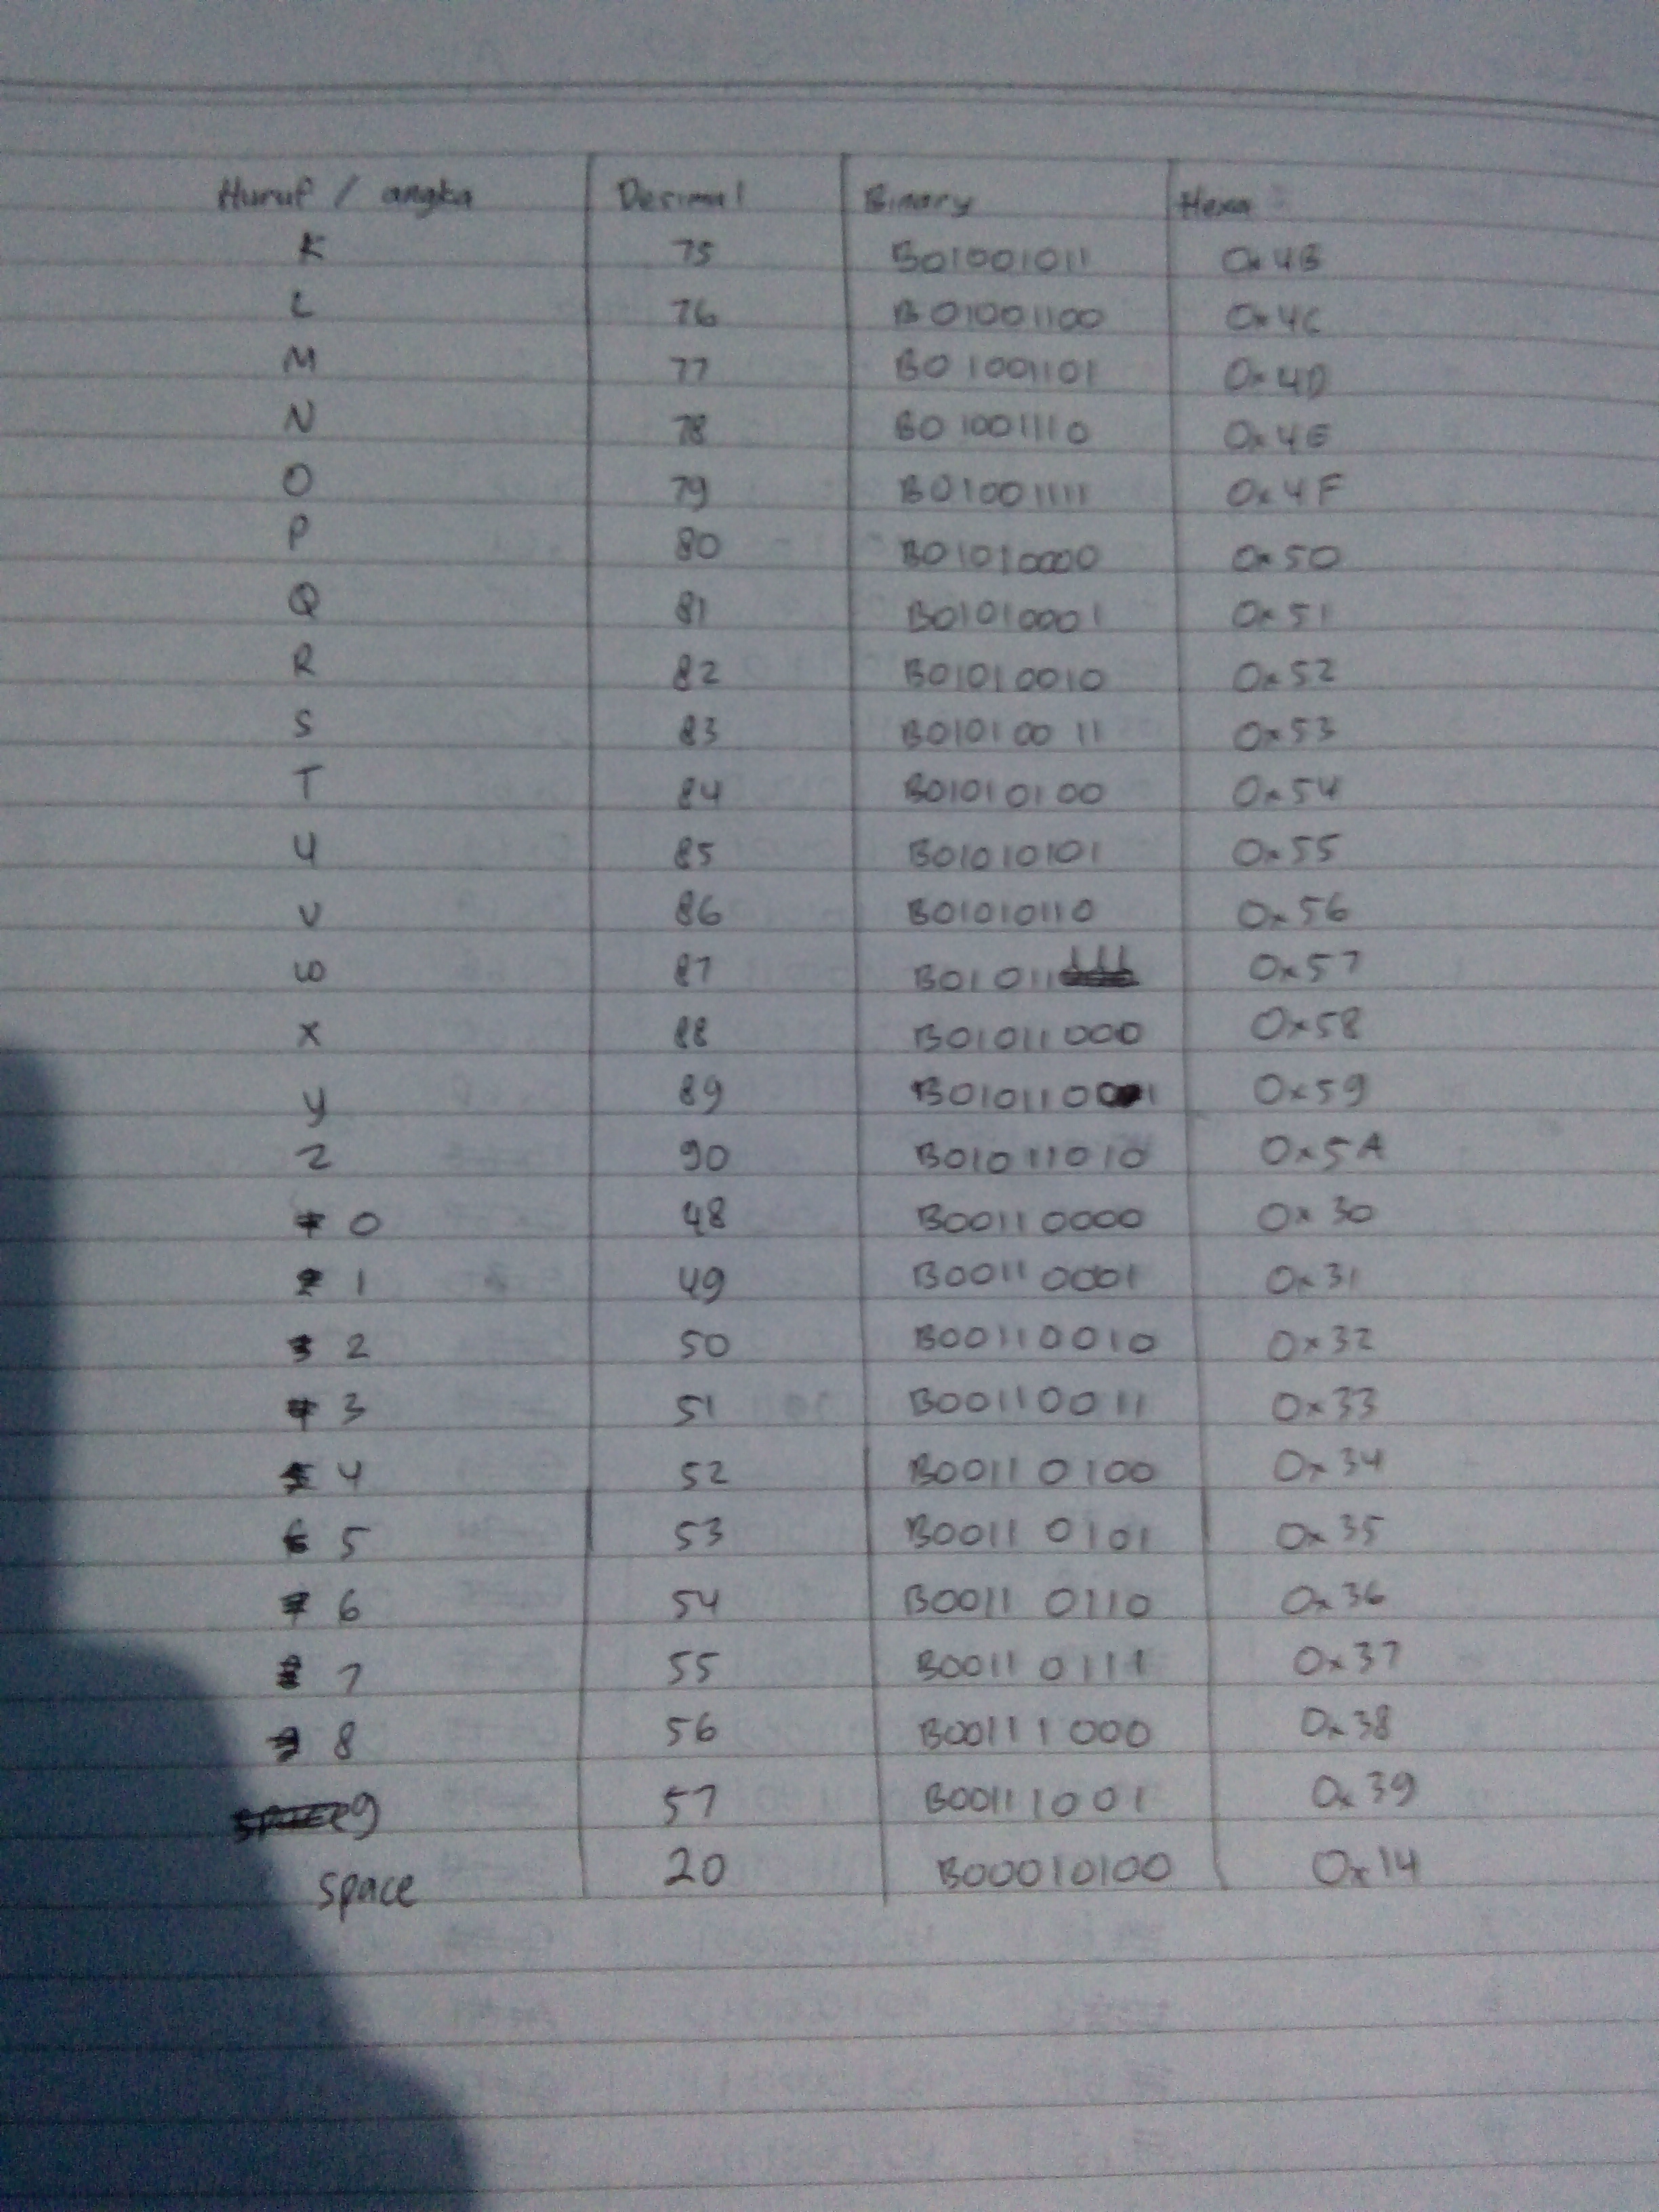 Huruf / angka Desimal Binary Hexa
K 75 B01001011 0x4B
L 76 B01001100 0x4C
M 77 B01001101 0x4D
N 78 B01001110 0x4E
O 79 B01001111 0x4F
P 80 B01010000 0x50
Q 81 B01010001 0x51
R 82 B01010010 0x52
S 83 B01010011 0x53
T 84 B01010100 0x54
U 85 B01010101 0x55
V 86 B01010110 0x56
W 87 B01011 0x57
X 88 B01011000 0x58
y 89 B01011001 0x59
Z 90 B01011010 0x5A
0 48 B00110000 0x30
1 49 B00110001 0x31
2 50 B00110010 0x32
3 51 B00110011 0x33
4 52 B00110100 0x34
5 53 B00110101 0x35
6 54 B00110110 0x36
7 55 B00110111 0x37
8 56 B00111000 0x38
9 57 B00111001 0x39
space 20 B00010100 0x14